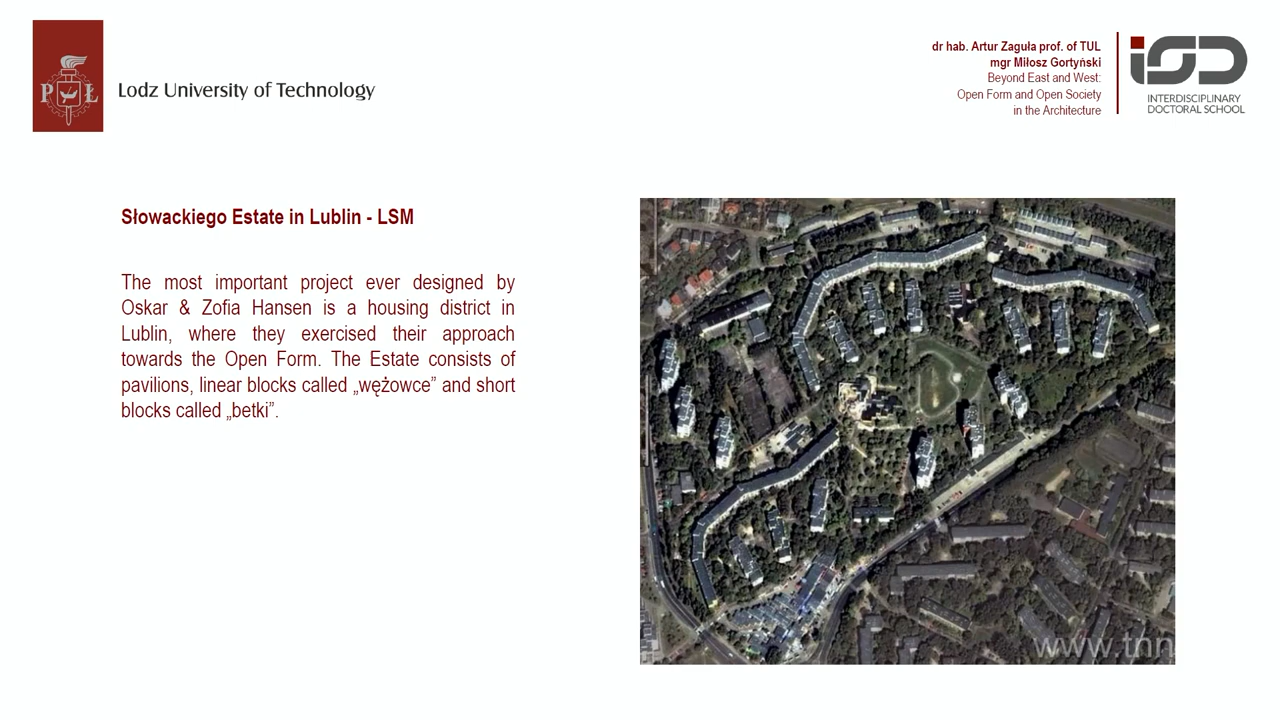 P Ł
Lodz University of Technology
dr hab. Artur Zaguła prof. of TUL
mgr Miłosz Gortyński
Beyond East and West:
Open Form and Open Society
in the Architecture
INTERDISCIPLINARY
DOCTORAL SCHOOL
Słowackiego Estate in Lublin - LSM
The most important project ever designed by
Oskar & Zofia Hansen is a housing district in
Lublin, where they exercised their approach
towards the Open Form. The Estate consists of
pavilions, linear blocks called „wężowce” and short
blocks called „betki”.
www.tnn